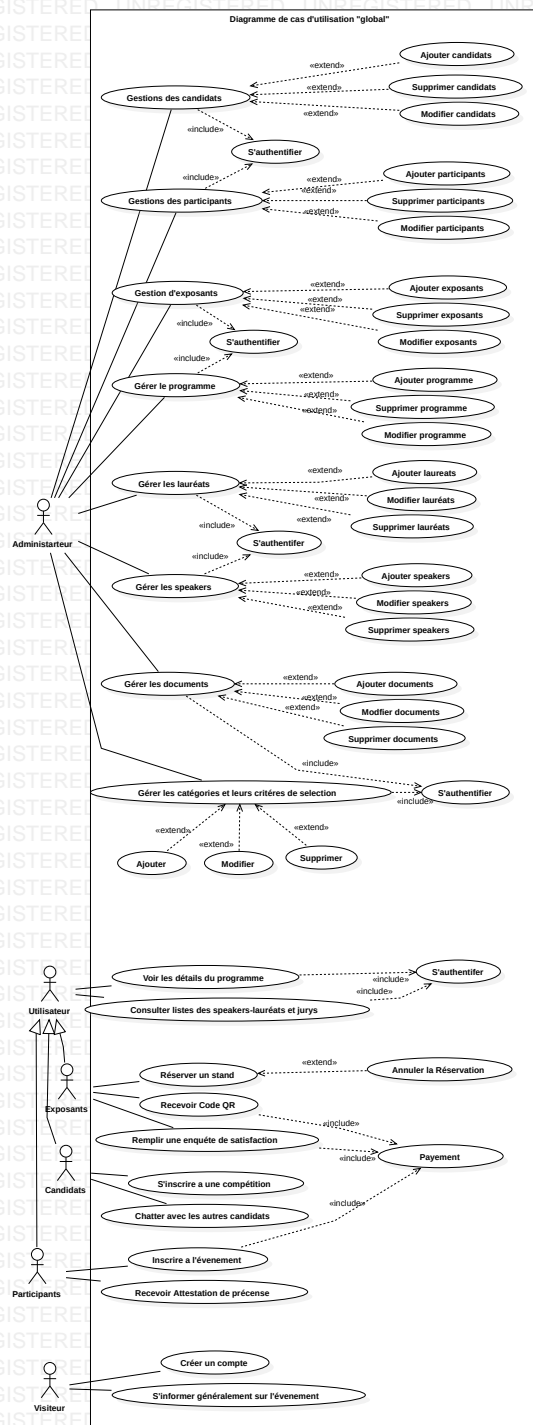 UNREGISTERED UNREGISTERED UNREGISTERED
Diagramme de cas d'utilisation "global"
Ajouter candidats
«extend»
Supprimer candidats
«extend»
Gestions des candidats
«extend»
Modifier candidats
«include»
S'authentifier
«include»
Ajouter participants
«extend»
«extend»
Gestions des participants
Supprimer participants
«extend»
Modifier participants
Gestion d'exposants
«extend»
Ajouter exposants
«extend»
Supprimer exposants
«include»
«extend»
S'authentifier
Modifier exposants
«include»
«extend»
Ajouter programme
Gérer le programme
«extend»
Supprimer programme
«extend»
Modifier programme
«extend»
Ajouter laureats
Gérer les lauréats
«extend»
Modifier lauréats
«extend»
Supprimer lauréats
«include»
Administarteur
S'authentifer
«include»
«extend»
Ajouter speakers
Gérer les speakers
«extend»
Modifier speakers
«extend»
Supprimer speakers
«extend»
Gérer les documents
Ajouter documents
«extend»
«extend»
Modfier documents
Supprimer documents
«include»
Gérer les catégories et leurs critéres de selection
«include»
S'authentifier
«extend»
«extend»
«extend»
Ajouter
Modifier
Supprimer
Voir les détails du programme
S'authentifer
«include»
«include»
Utilisateur
Consulter listes des speakers-lauréats et jurys
«extend»
Réserver un stand
Annuler la Réservation
Exposants
Recevoir Code QR
«include»
Remplir une enquéte de satisfaction
«include»
Payement
Candidats
S'inscrire a une compétition
«include»
Chatter avec les autres candidats
Inscrire a l'évenement
Participants
Recevoir Attestation de précense
Créer un compte
Visiteur
S'informer généralement sur l'évenement